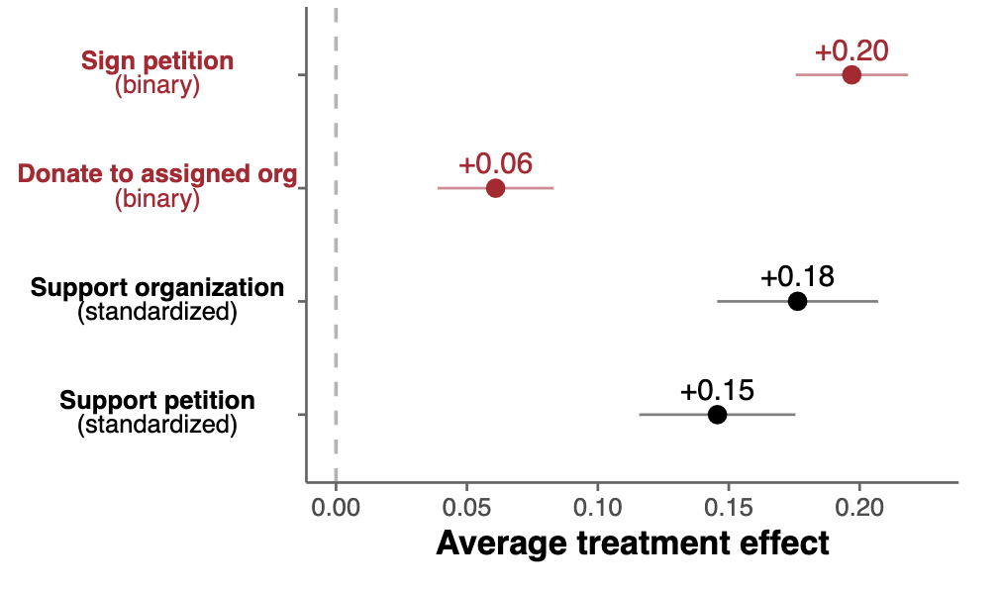 +0.20
Sign petition
(binary)
+0.06
Donate to assigned org
(binary)
+0.18
Support organization
(standardized)
+0.15
Support petition
(standardized)
0.00 0.05 0.10 0.15 0.20
Average treatment effect